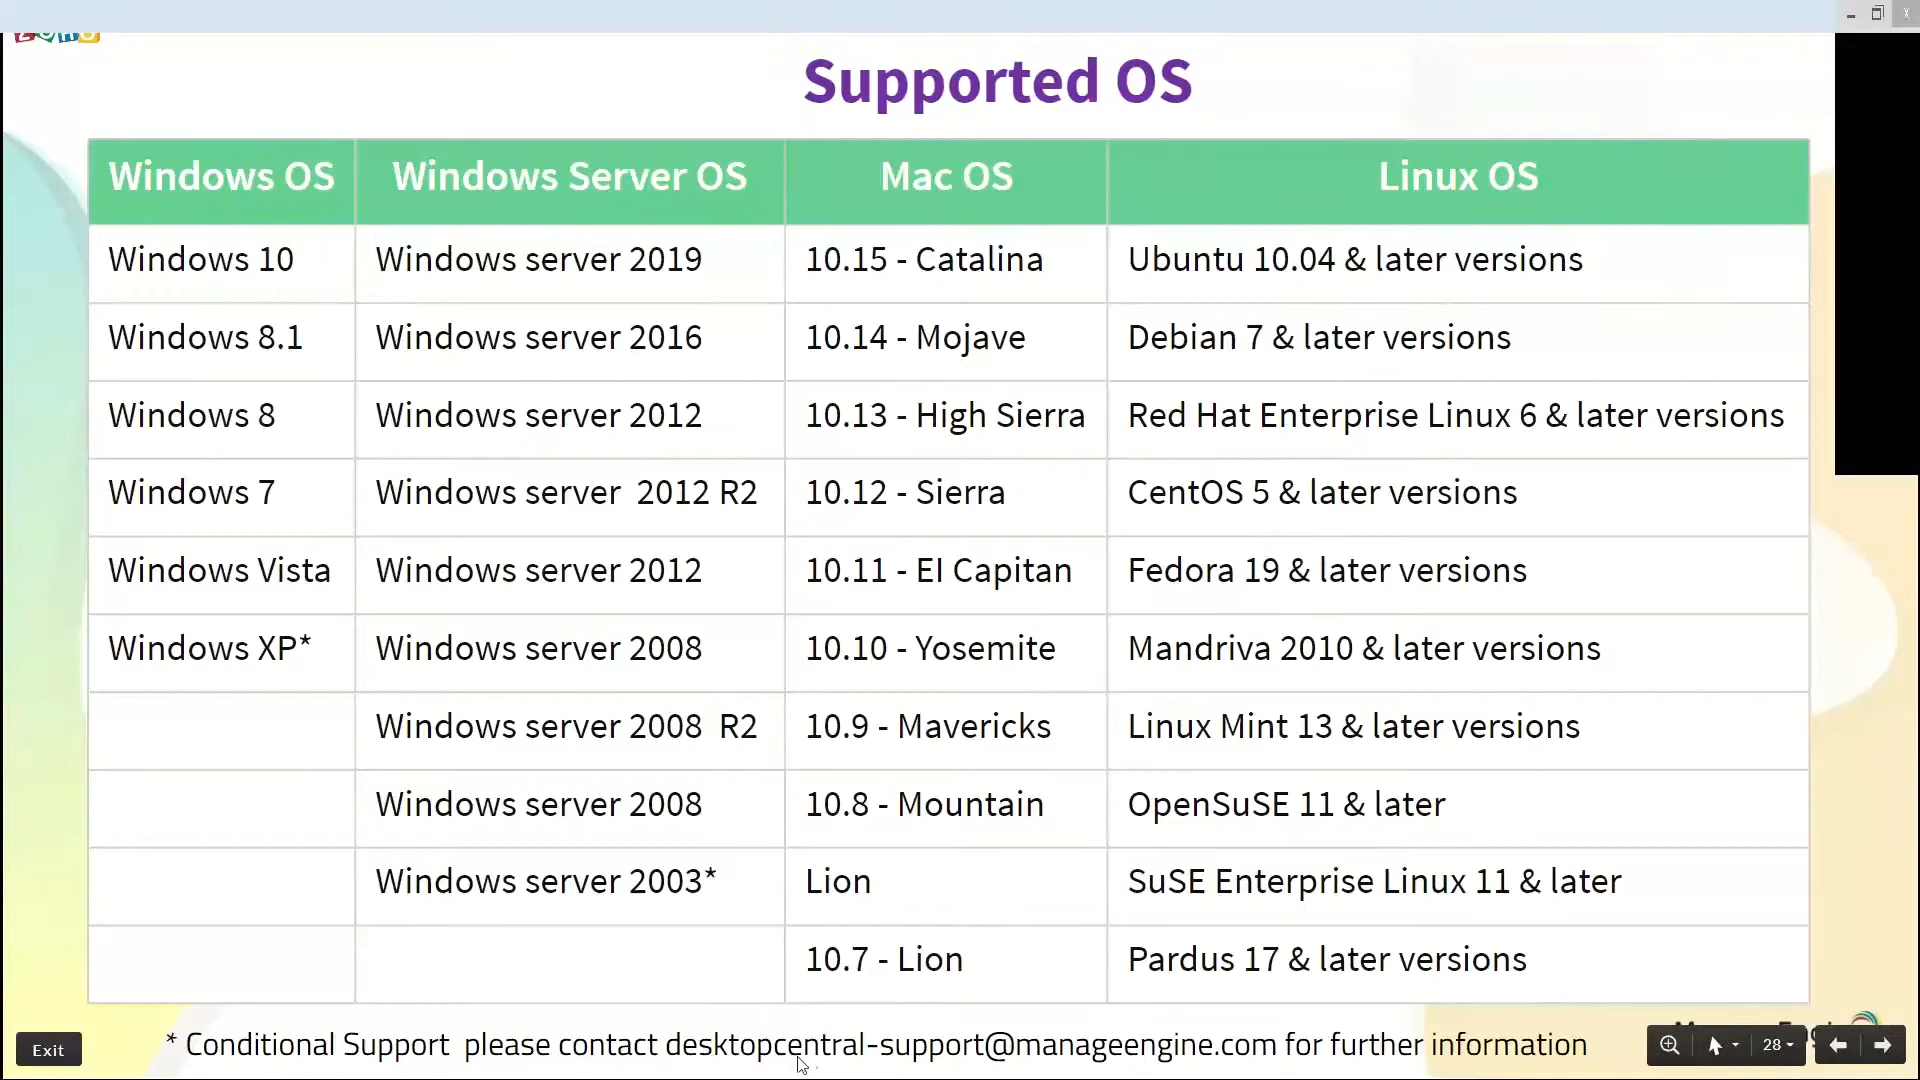 Supported OS
Windows OS Windows Server OS Mac OS Linux OS
Windows 10 Windows server 2019 10.15 - Catalina Ubuntu 10.04 & later versions
Windows 8.1 Windows server 2016 10.14 - Mojave Debian 7 & later versions
Windows 8 Windows server 2012 10.13 - High Sierra Red Hat Enterprise Linux 6 & later versions
Windows 7 Windows server 2012 R2 10.12 - Sierra CentOS 5 & later versions
Windows Vista Windows server 2012 10.11 - EI Capitan Fedora 19 & later versions
Windows XP* Windows server 2008 10.10 - Yosemite Mandriva 2010 & later versions
Windows server 2008 R2 10.9 - Mavericks Linux Mint 13 & later versions
Windows server 2008 10.8 - Mountain OpenSuSE 11 & later
Windows server 2003* Lion SuSE Enterprise Linux 11 & later
10.7 - Lion Pardus 17 & later versions
* Conditional Support please contact desktopcentral-support@manageengine.com for further information
Exit
28